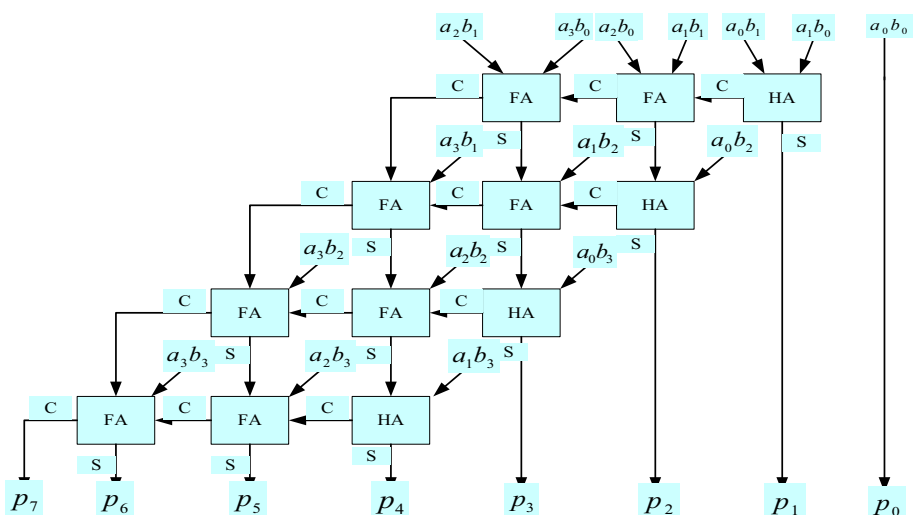 a₂b₁ a₃b₀ a₂b₀ a₁b₁ a₀b₁ a₁b₀ a₀b₀
C FA C FA C HA
S S S
a₃b₁ a₁b₂ a₀b₂
C FA C FA C HA
S S S
a₃b₂ a₂b₂ a₀b₃
C FA C FA C HA
S S S
a₃b₃ a₂b₃ a₁b₃
C FA C FA C HA
S S S
p₇ p₆ p₅ p₄ p₃ p₂ p₁ p₀